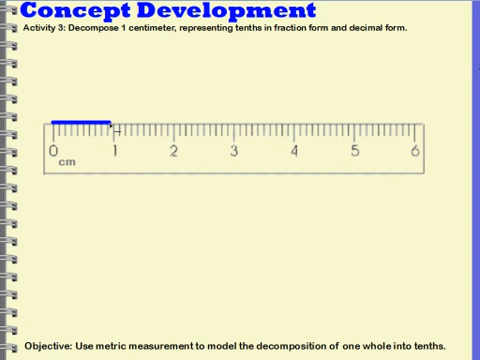 Concept Development
Activity 3: Decompose 1 centimeter, representing tenths in fraction form and decimal form.
0 1 2 3 4 5 6
cm
Objective: Use metric measurement to model the decomposition of one whole into tenths.